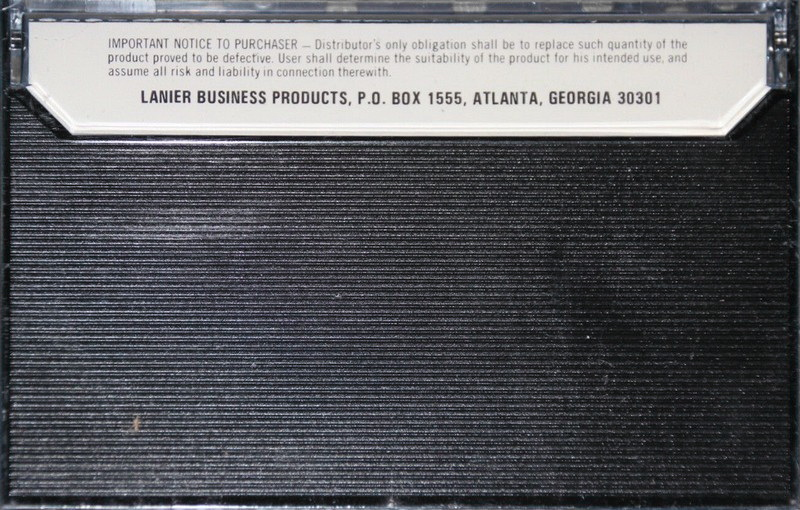 IMPORTANT NOTICE TO PURCHASER — Distributor's only obligation shall be to replace such quantity of the
product proved to be defective. User shall determine the suitability of the product for his intended use, and
assume all risk and liability in connection therewith.
LANIER BUSINESS PRODUCTS, P.O. BOX 1555, ATLANTA, GEORGIA 30301